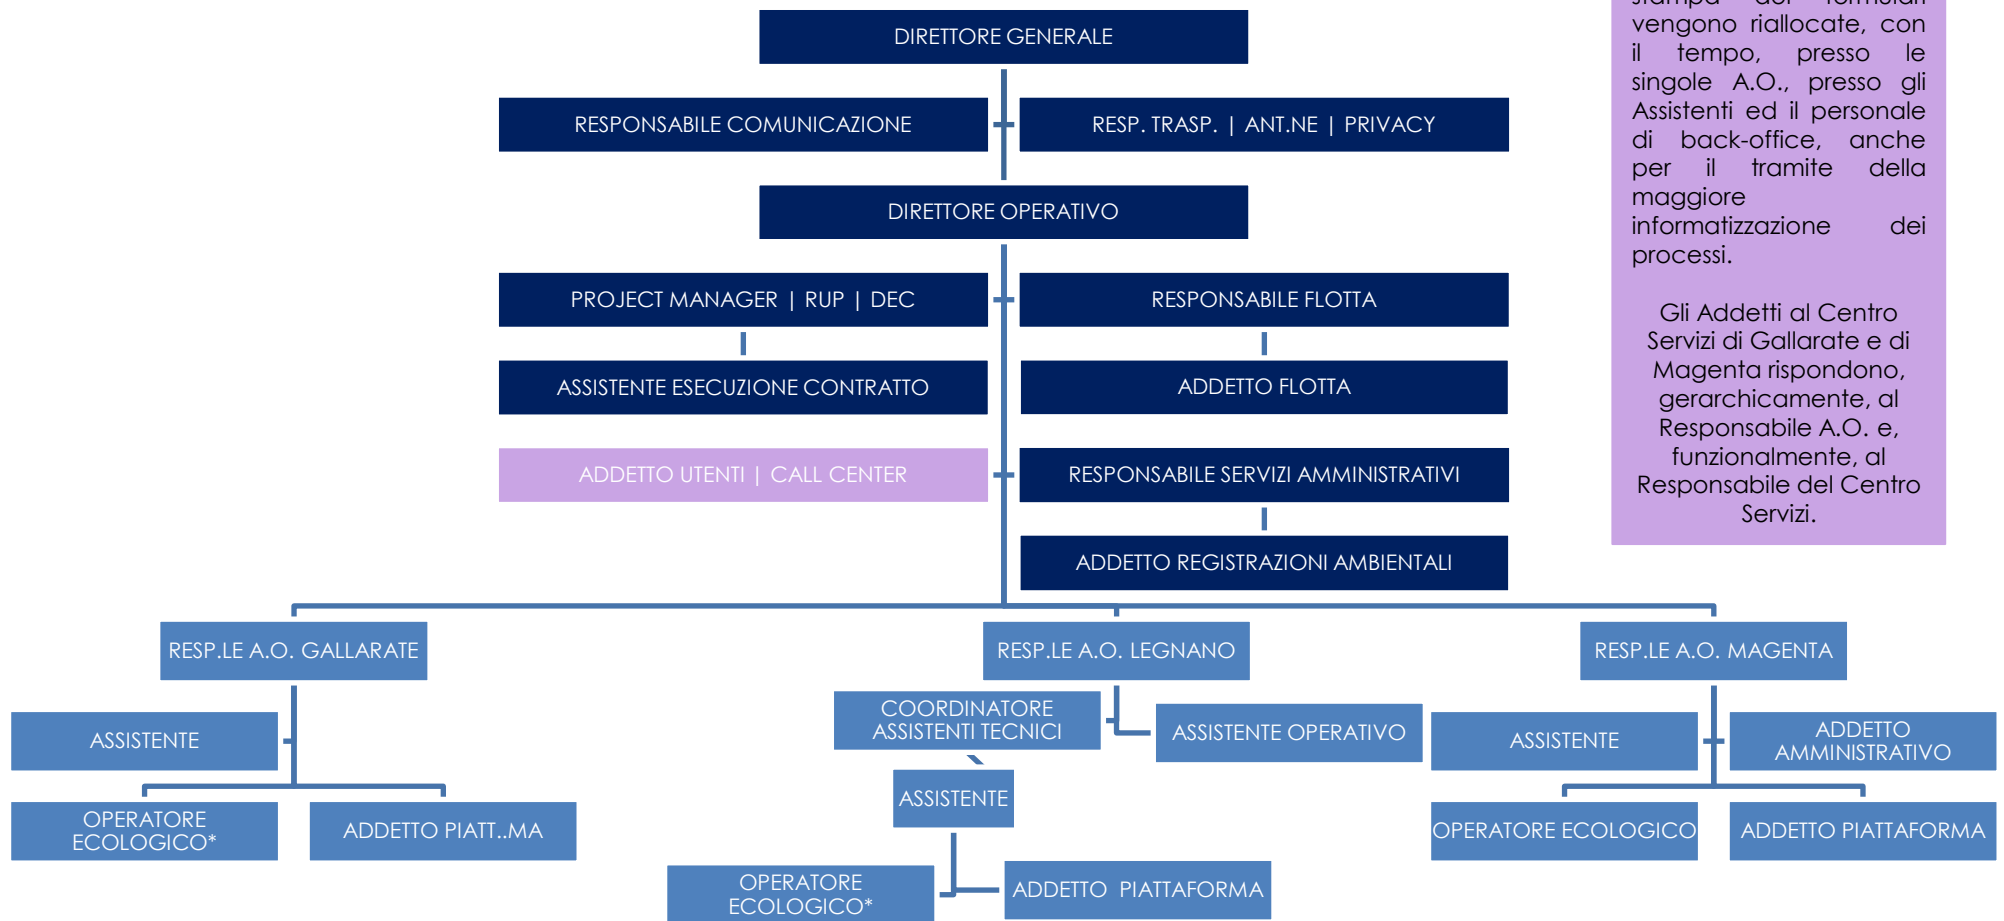 DIRETTORE GENERALE
RESPONSABILE COMUNICAZIONE
RESP. TRASP. | ANT.NE | PRIVACY
DIRETTORE OPERATIVO
PROJECT MANAGER | RUP | DEC
RESPONSABILE FLOTTA
ASSISTENTE ESECUZIONE CONTRATTO
ADDETTO FLOTTA
ADDETTO UTENTI | CALL CENTER
RESPONSABILE SERVIZI AMMINISTRATIVI
ADDETTO REGISTRAZIONI AMBIENTALI
stampa dei formulari
vengono riallocate, con
il tempo, presso le
singole A.O., presso gli
Assistenti ed il personale
di back-office, anche
per il tramite della
maggiore
informatizzazione dei
processi.
Gli Addetti al Centro
Servizi di Gallarate e di
Magenta rispondono,
gerarchicamente, al
Responsabile A.O. e,
funzionalmente, al
Responsabile del Centro
Servizi.
RESP.LE A.O. GALLARATE
ASSISTENTE
OPERATORE
ECOLOGICO*
ADDETTO PIATT..MA
RESP.LE A.O. LEGNANO
COORDINATORE
ASSISTENTI TECNICI
ASSISTENTE OPERATIVO
ASSISTENTE
OPERATORE
ECOLOGICO*
ADDETTO  PIATTAFORMA
RESP.LE A.O. MAGENTA
ASSISTENTE
ADDETTO
AMMINISTRATIVO
OPERATORE ECOLOGICO
ADDETTO PIATTAFORMA